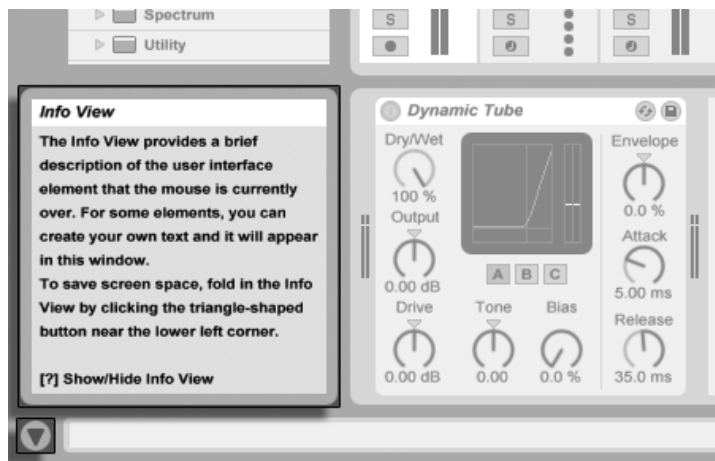 Spectrum
Utility
S
S
S
Info View
The Info View provides a brief
description of the user interface
element that the mouse is currently
over. For some elements, you can
create your own text and it will appear
in this window.
To save screen space, fold in the Info
View by clicking the triangle-shaped
button near the lower left corner.
[?] Show/Hide Info View
Dynamic Tube
Dry/Wet
100 %
Output
0.00 dB
Drive
0.00 dB
A B C
Tone
0.00
Bias
0.0 %
Envelope
0.0 %
Attack
5.00 ms
Release
35.0 ms